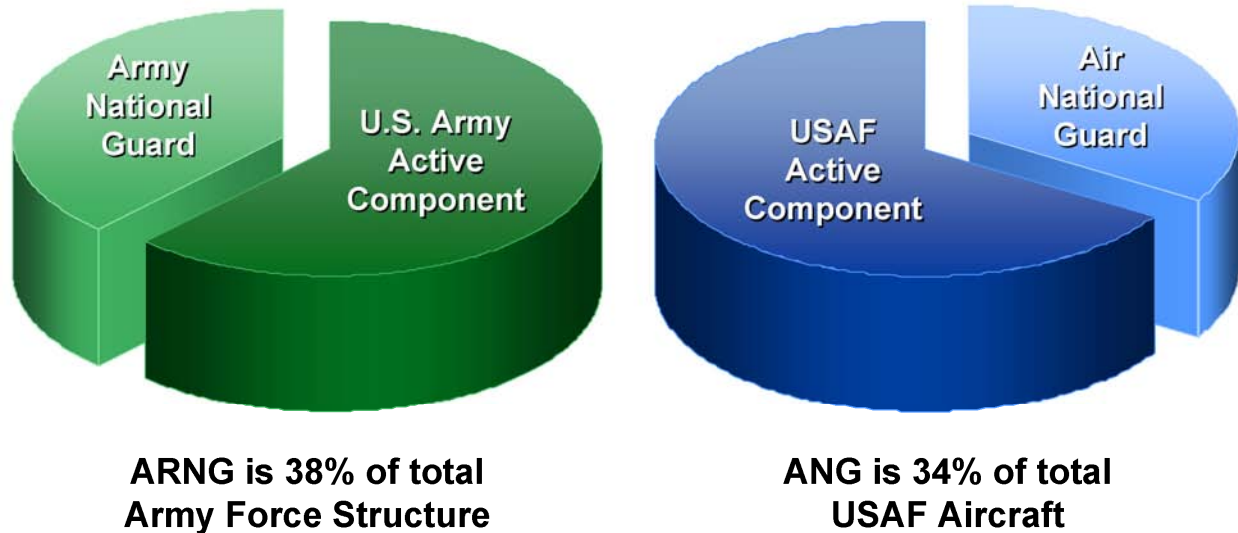 Army
National
Guard
U.S. Army
Active
Component
USAF
Active
Component
Air
National
Guard
ARNG is 38% of total
Army Force Structure
ANG is 34% of total
USAF Aircraft